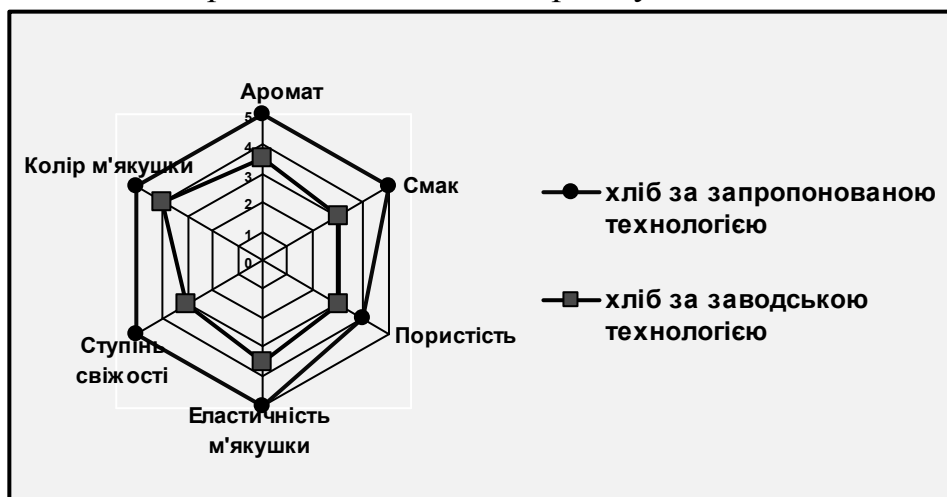 Аромат
5
4
3
2
1
0
Колір м'якушки
Смак
Пористість
Ступінь
свіжості
Еластичність
м'якушки
хліб за запропонованою
технологією
хліб за заводською
технологією